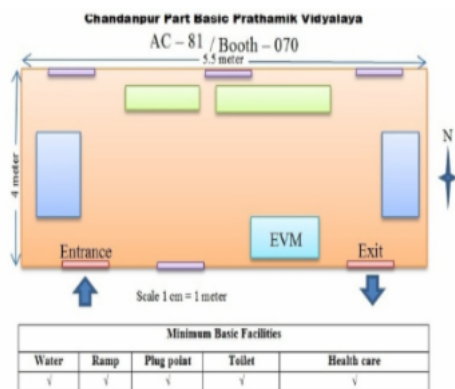 Chandanpur Part Basic Prathamik Vidyalaya
AC – 81 / Booth – 070
5.5 meter
4 meter
N
Entrance
EVM
Exit
Scale 1 cm = 1 meter
Minimum Basic Facilities
Water Ramp Plug point Toilet Health care
√ √ √ √ √